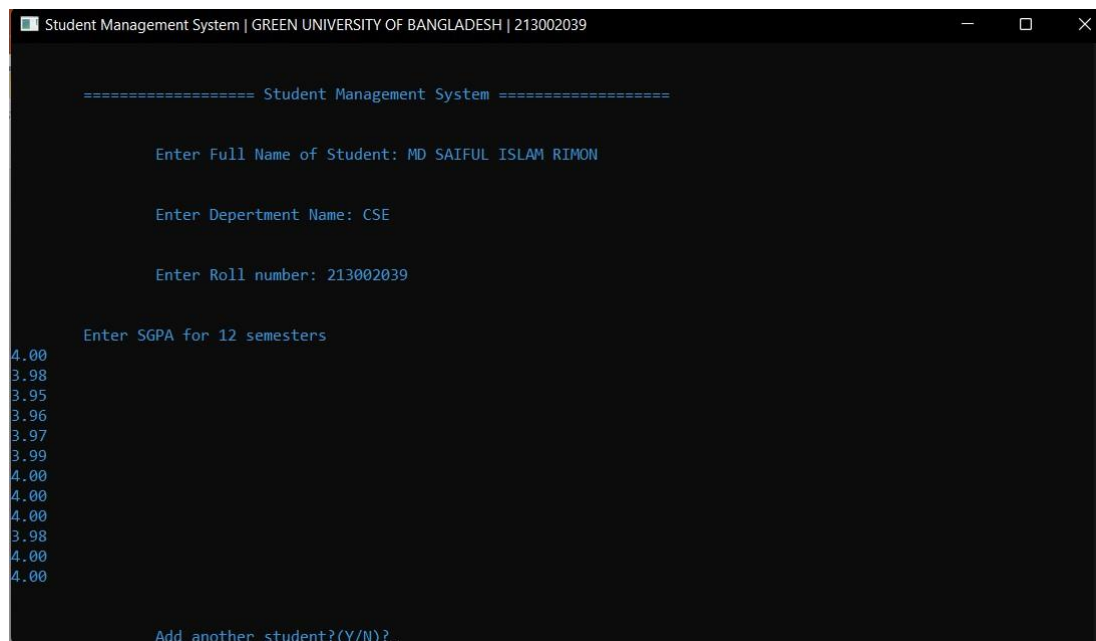 Student Management System | GREEN UNIVERSITY OF BANGLADESH | 213002039
=================== Student Management System ===================
Enter Full Name of Student: MD SAIFUL ISLAM RIMON
Enter Depertment Name: CSE
Enter Roll number: 213002039
Enter SGPA for 12 semesters
4.00
3.98
3.95
3.96
3.97
3.99
4.00
4.00
4.00
3.98
4.00
4.00
Add another student?(Y/N)?